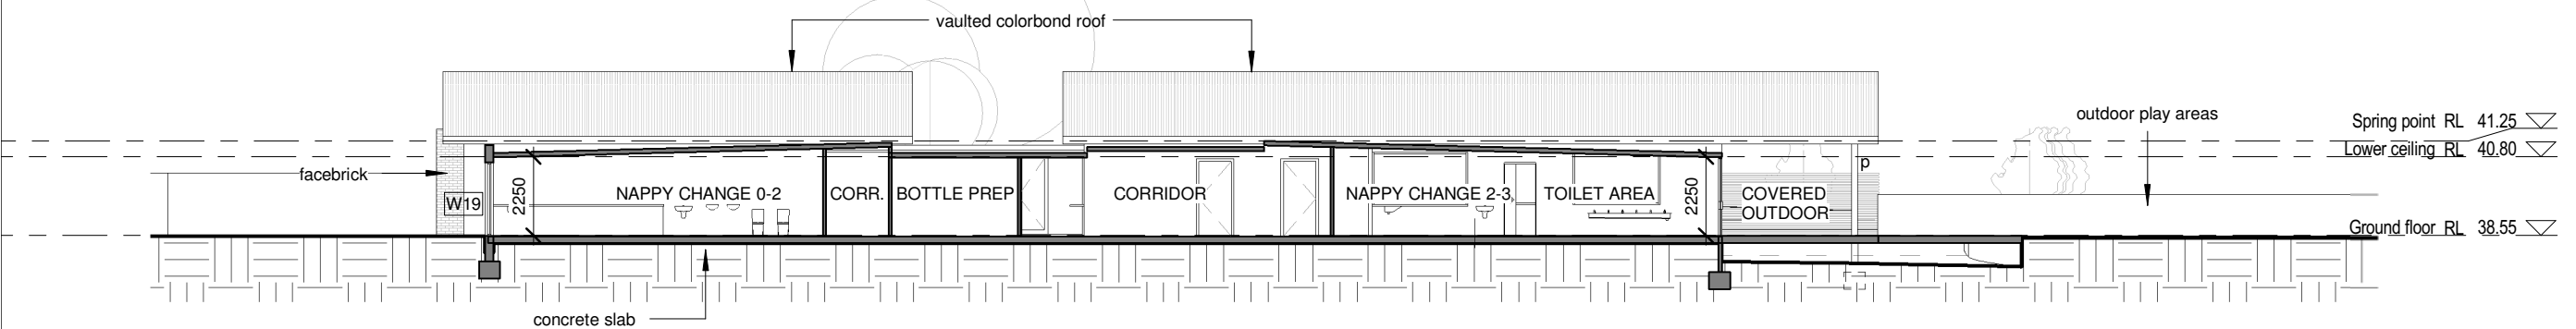 vaulted colorbond roof
outdoor play areas
Spring point RL 41.25
Lower ceiling RL 40.80
p
facebrick
W19
2250
NAPPY CHANGE 0-2
CORR.
BOTTLE PREP
CORRIDOR
NAPPY CHANGE 2-3
TOILET AREA
2250
COVERED
OUTDOOR
Ground floor RL 38.55
concrete slab